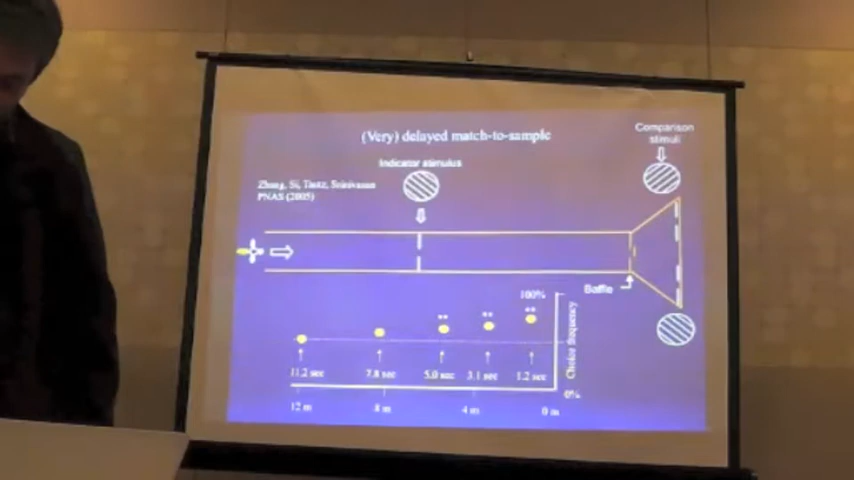 (Very) delayed match-to-sample
Comparison
stimuli
Indicator stimulus
Zhang, Si, Tautz, Srinivasan
PNAS (2005)
Baffle
100%
Choice frequency
** ** **
11.2 sec 7.8 sec 5.0 sec 3.1 sec 1.2 sec
0%
12 m 8 m 4 m 0 m